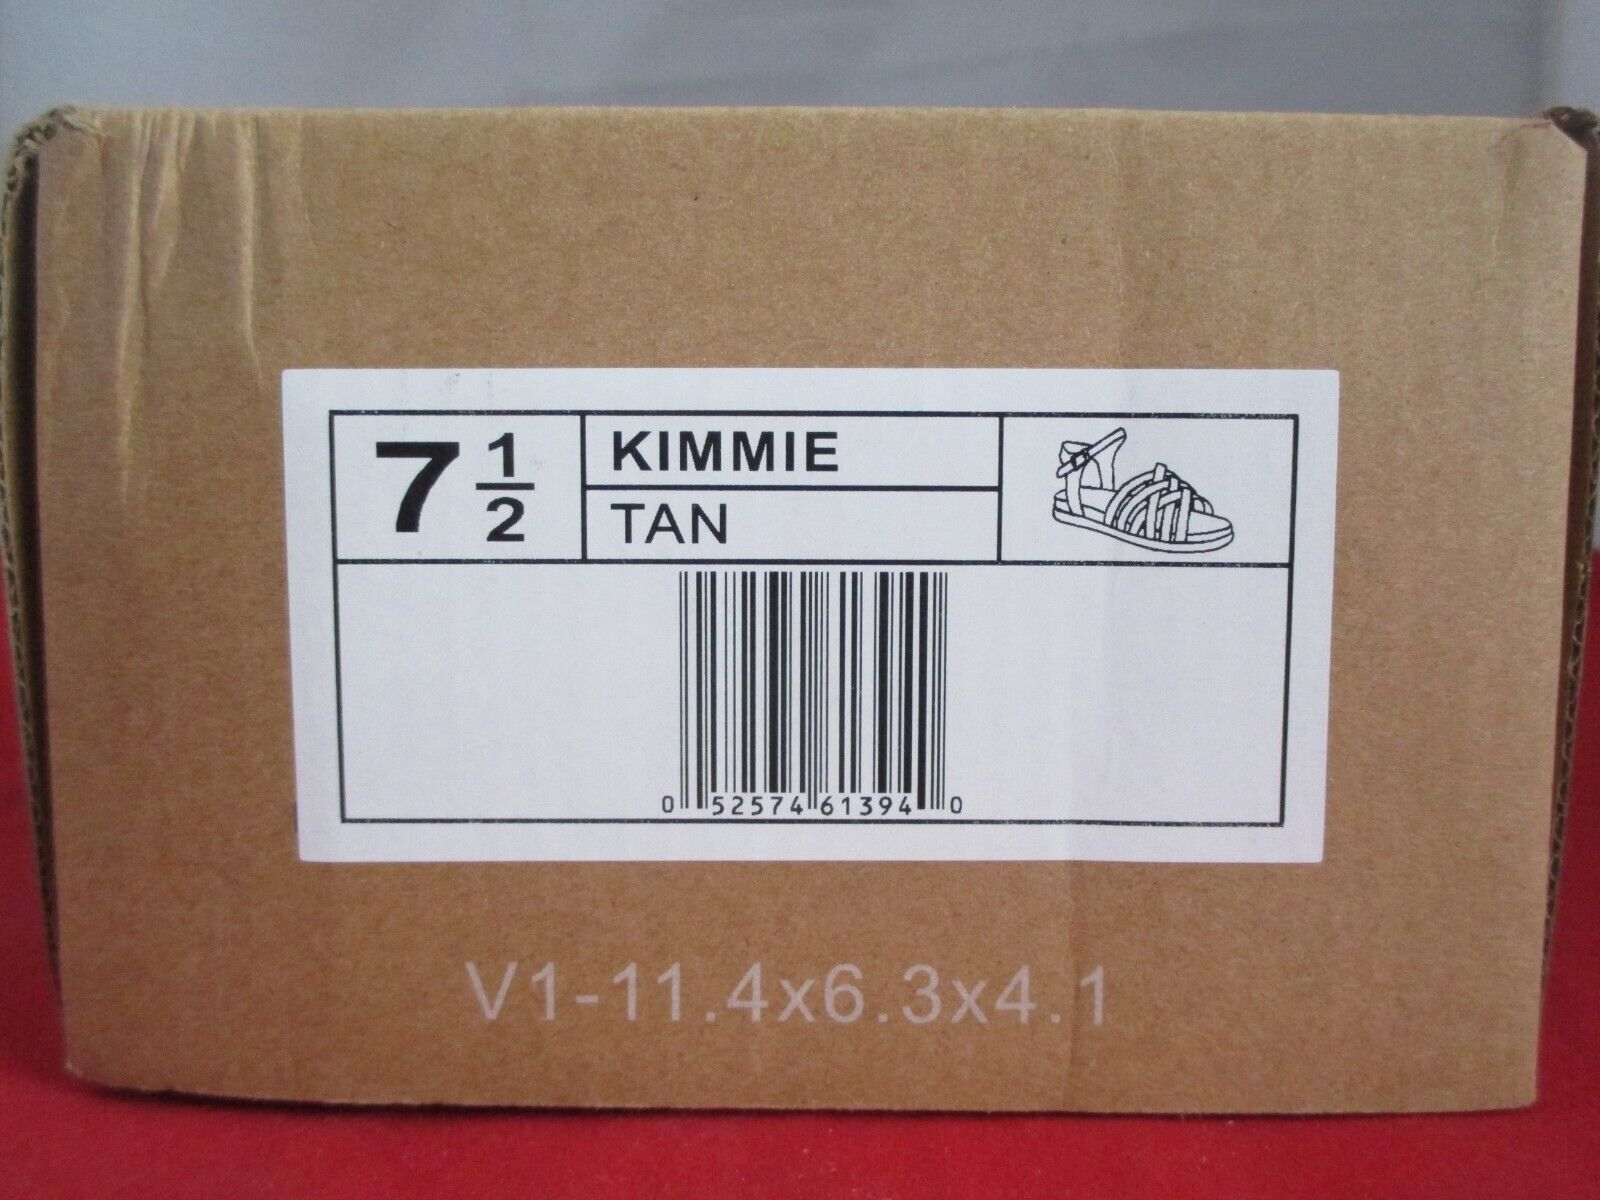 7 1/2
KIMMIE
TAN
0 52574 61394 0
V1-11.4x6.3x4.1